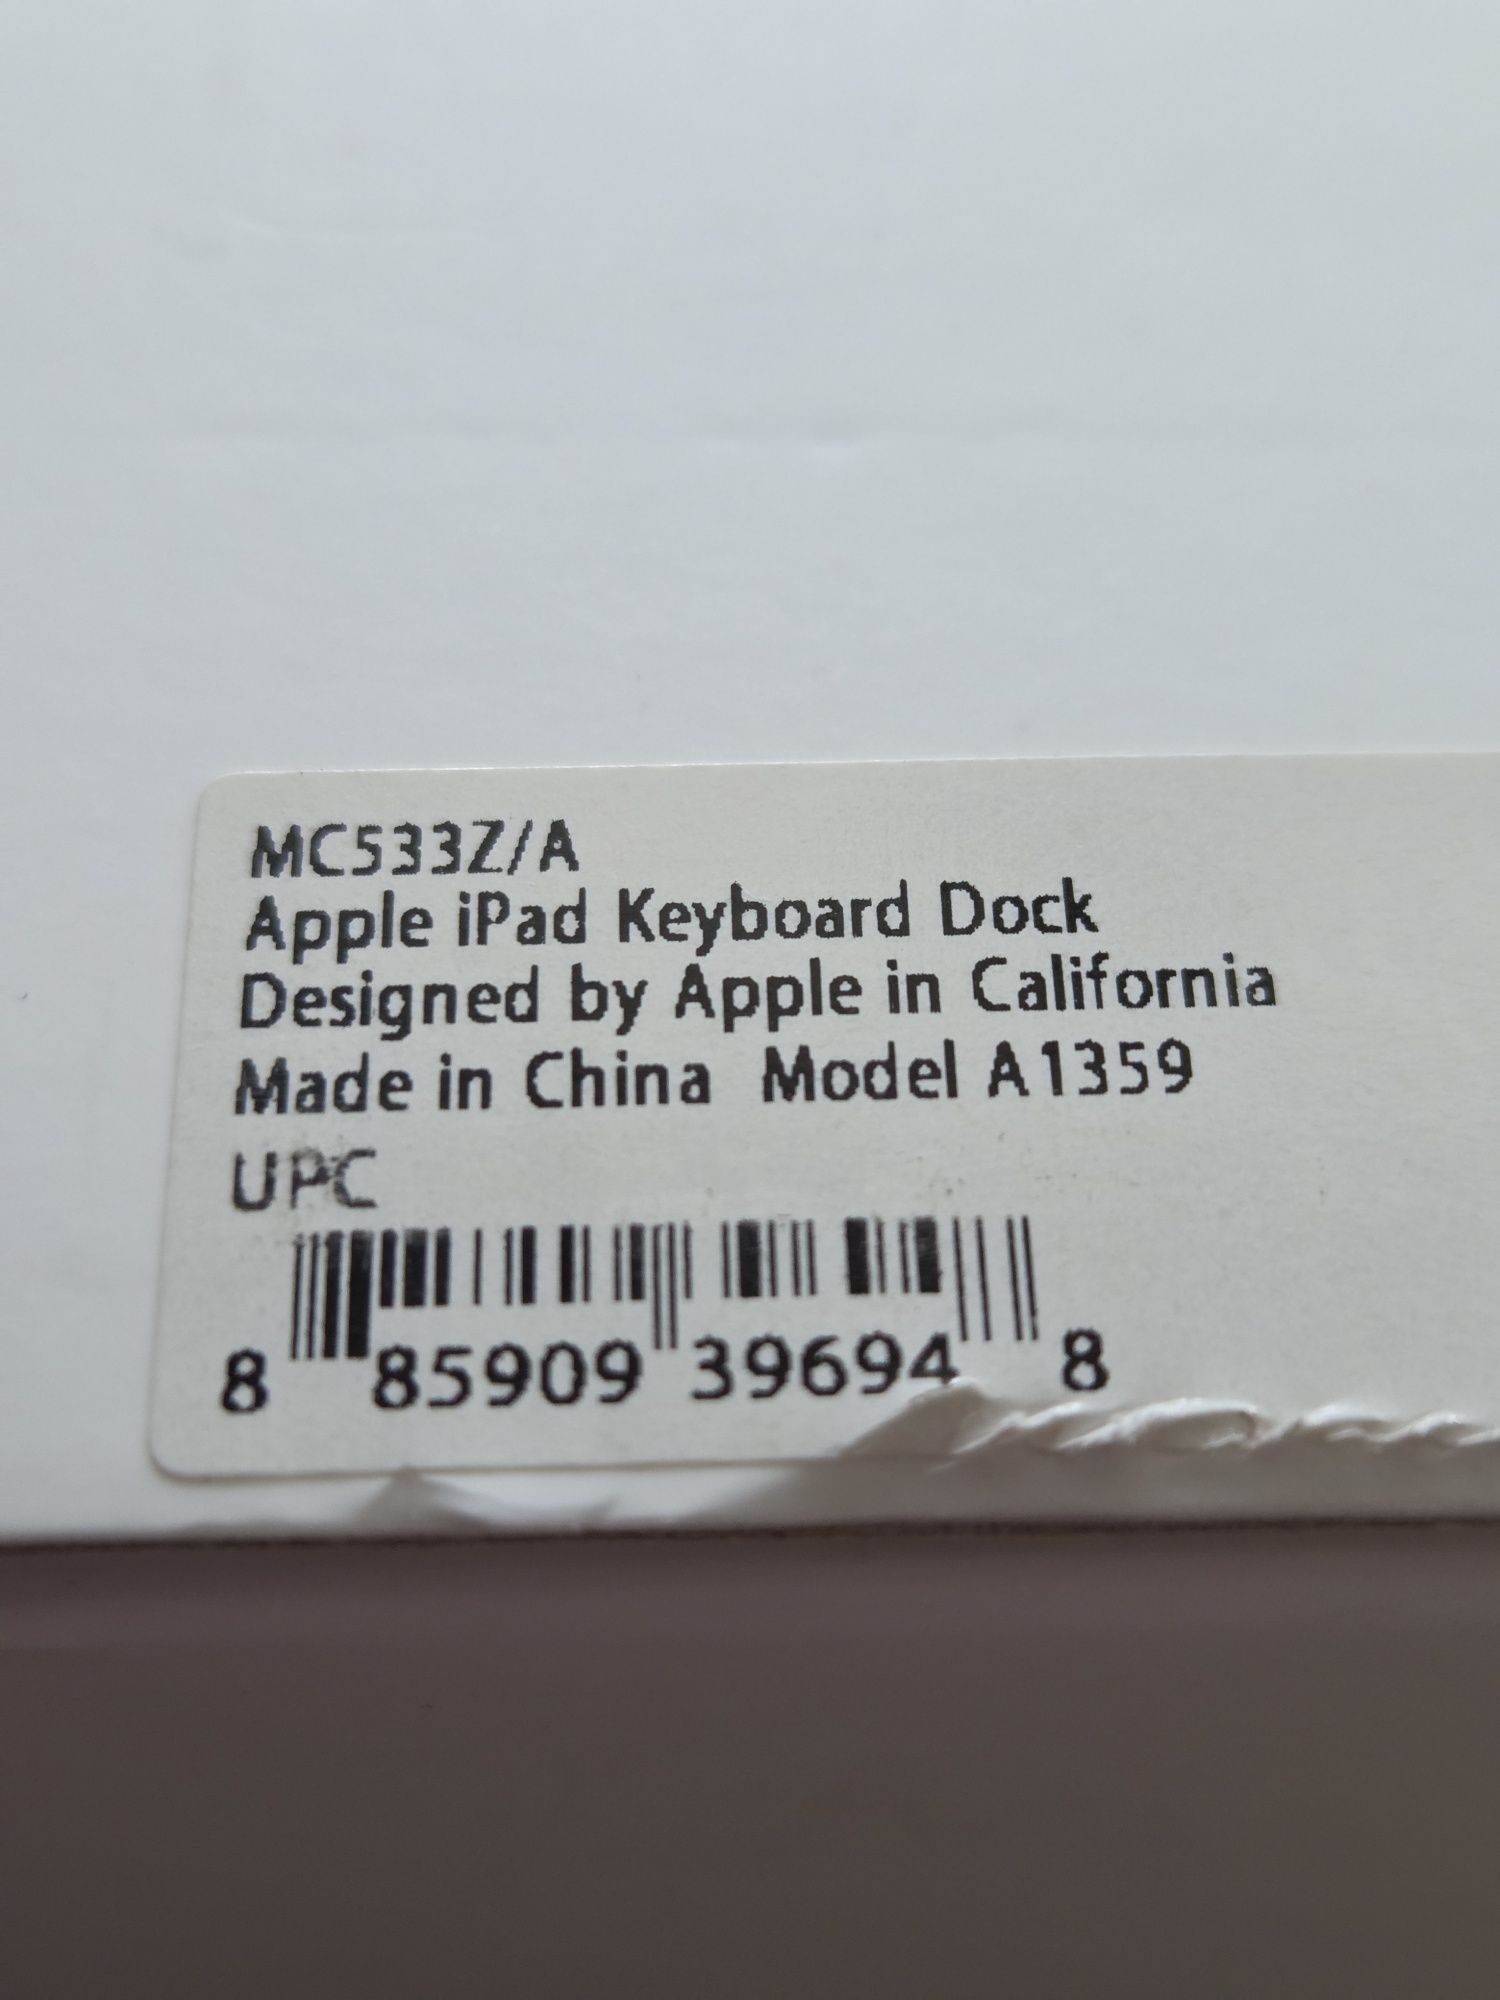 MC533Z/A
Apple iPad Keyboard Dock
Designed by Apple in California
Made in China Model A1359
UPC
8 85909 39694 8